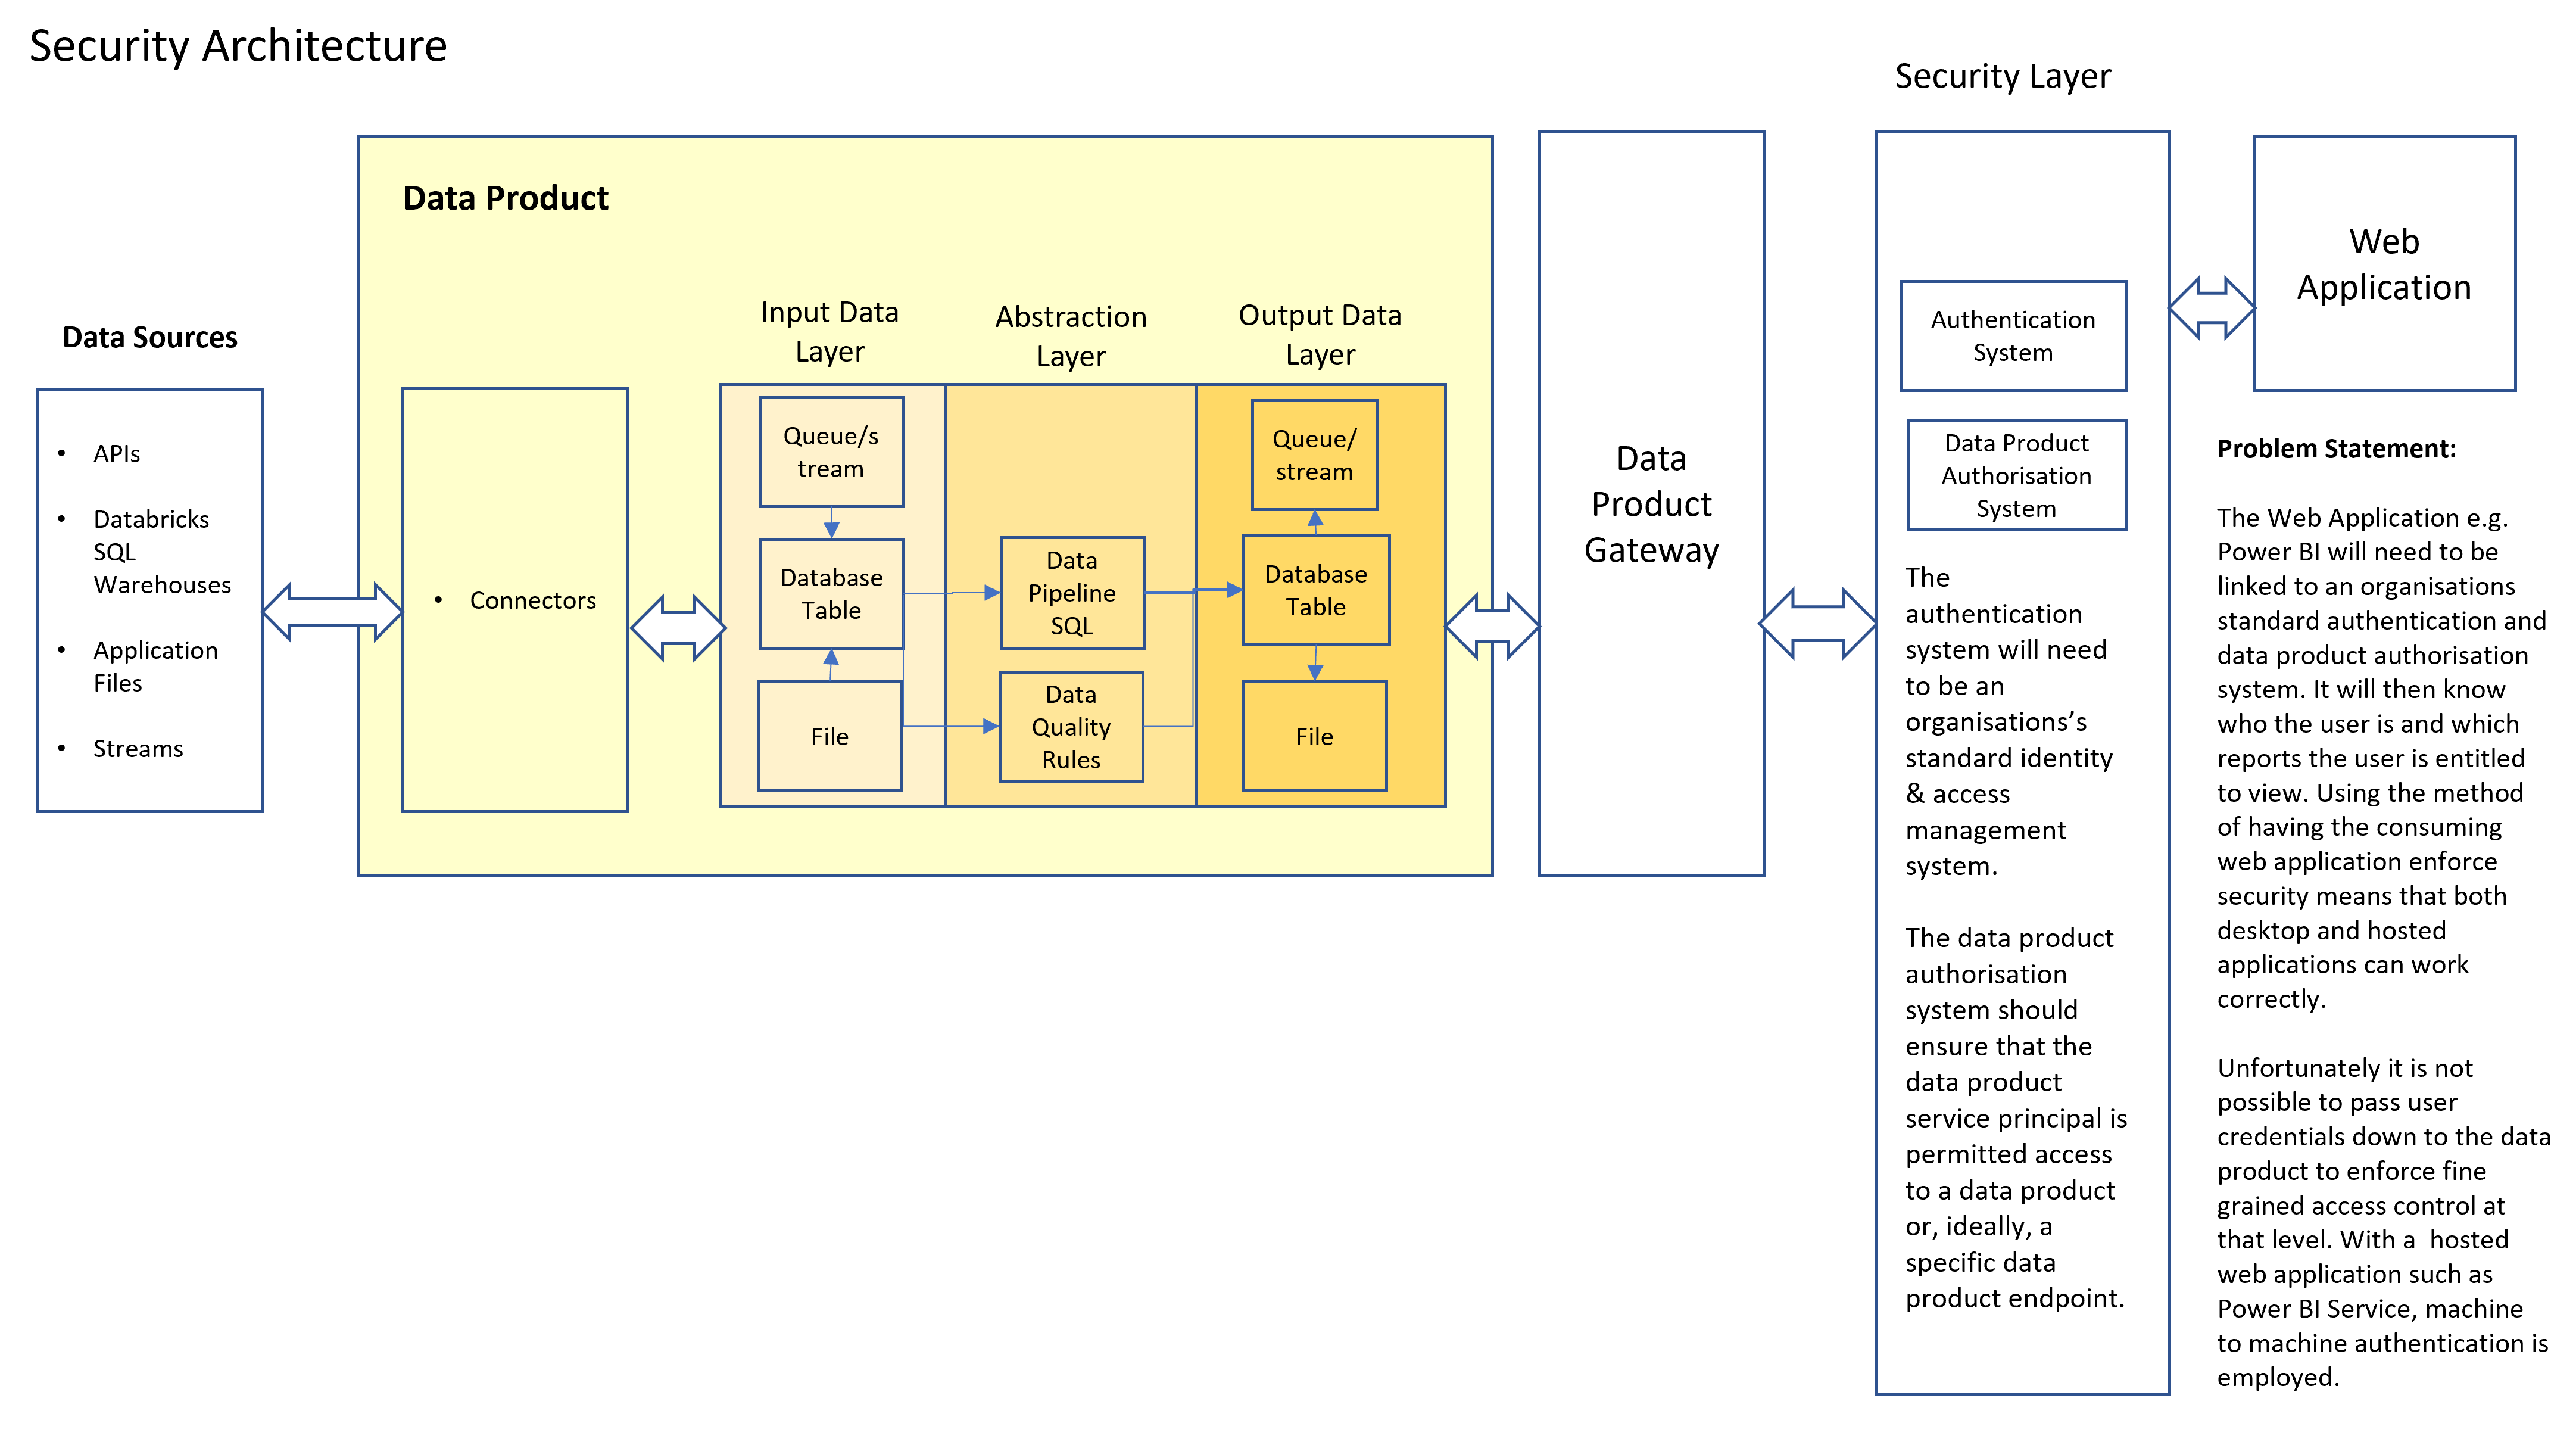 Security Architecture
Security Layer
Data Product
Web
Application
Input Data
Layer
Abstraction
Layer
Output Data
Layer
Data Sources
• APIs
• Databricks
SQL
Warehouses
• Application
Files
• Streams
• Connectors
Queue/s
tream
Database
Table
File
Data
Pipeline
SQL
Data
Quality
Rules
Queue/
stream
Database
Table
File
Data
Product
Gateway
Authentication
System
Data Product
Authorisation
System
The
authentication
system will need
to be an
organisations’s
standard identity
& access
management
system.
The data product
authorisation
system should
ensure that the
data product
service principal is
permitted access
to a data product
or, ideally, a
specific data
product endpoint.
Problem Statement:
The Web Application e.g.
Power BI will need to be
linked to an organisations
standard authentication and
data product authorisation
system. It will then know
who the user is and which
reports the user is entitled
to view. Using the method
of having the consuming
web application enforce
security means that both
desktop and hosted
applications can work
correctly.
Unfortunately it is not
possible to pass user
credentials down to the data
product to enforce fine
grained access control at
that level. With a  hosted
web application such as
Power BI Service, machine
to machine authentication is
employed.